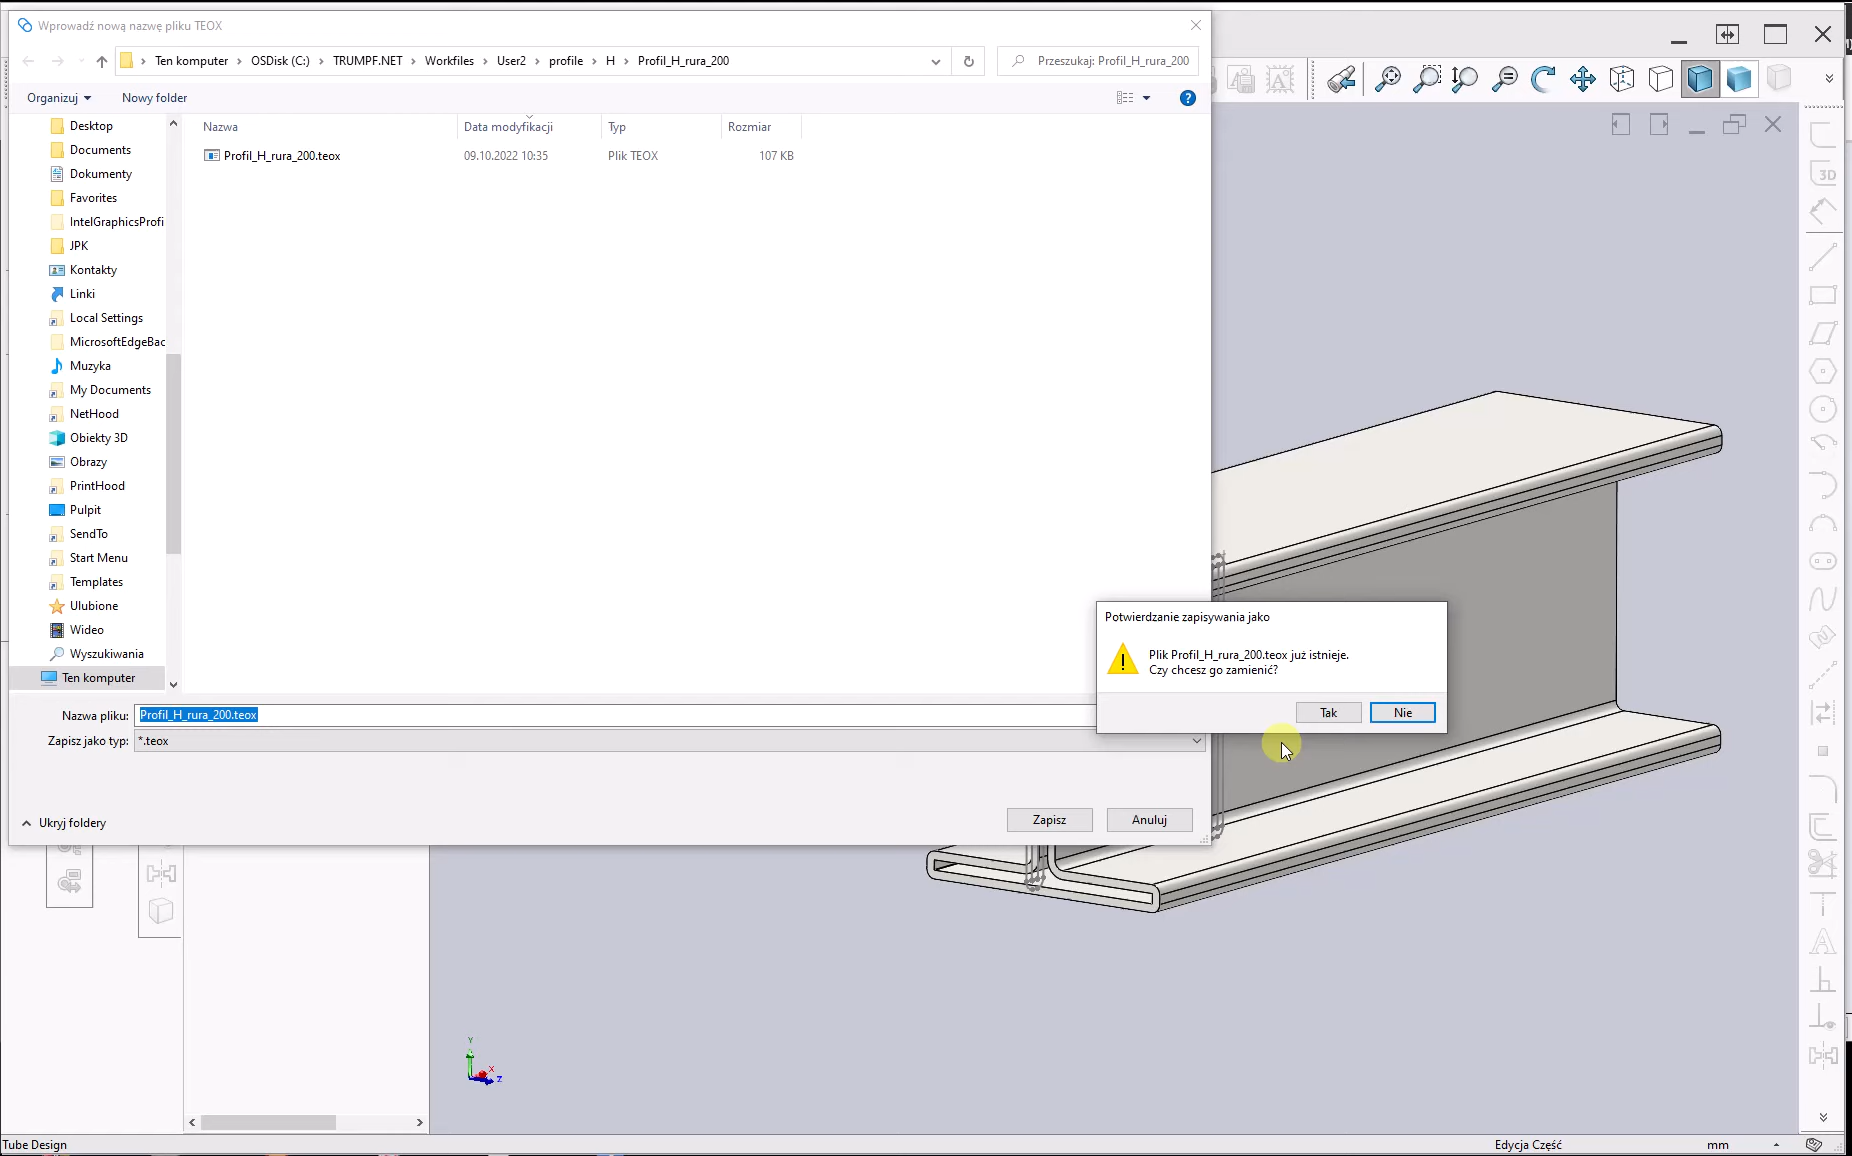 Wprowadź nową nazwę pliku TEOX
Ten komputer > OSDisk (C:) > TRUMPF.NET > Workfiles > User2 > profile > H > Profil_H_rura_200
Przeszukaj: Profil_H_rura_200
Organizuj
Nowy folder
Nazwa
Data modyfikacji
Typ
Rozmiar
Profil_H_rura_200.teox
09.10.2022 10:35
Plik TEOX
107 KB
Desktop
Documents
Dokumenty
Favorites
IntelGraphicsProfi
JPK
Kontakty
Linki
Local Settings
MicrosoftEdgeBac
Muzyka
My Documents
NetHood
Obiekty 3D
Obrazy
PrintHood
Pulpit
SendTo
Start Menu
Templates
Ulubione
Wideo
Wyszukiwania
Ten komputer
Nazwa pliku: Profil_H_rura_200.teox
Zapisz jako typ: *.teox
Ukryj foldery
Zapisz
Anuluj
Potwierdzanie zapisywania jako
Plik Profil_H_rura_200.teox już istnieje.
Czy chcesz go zamienić?
Tak
Nie
3D
Y
X
Z
Tube Design
Edycja Część
mm